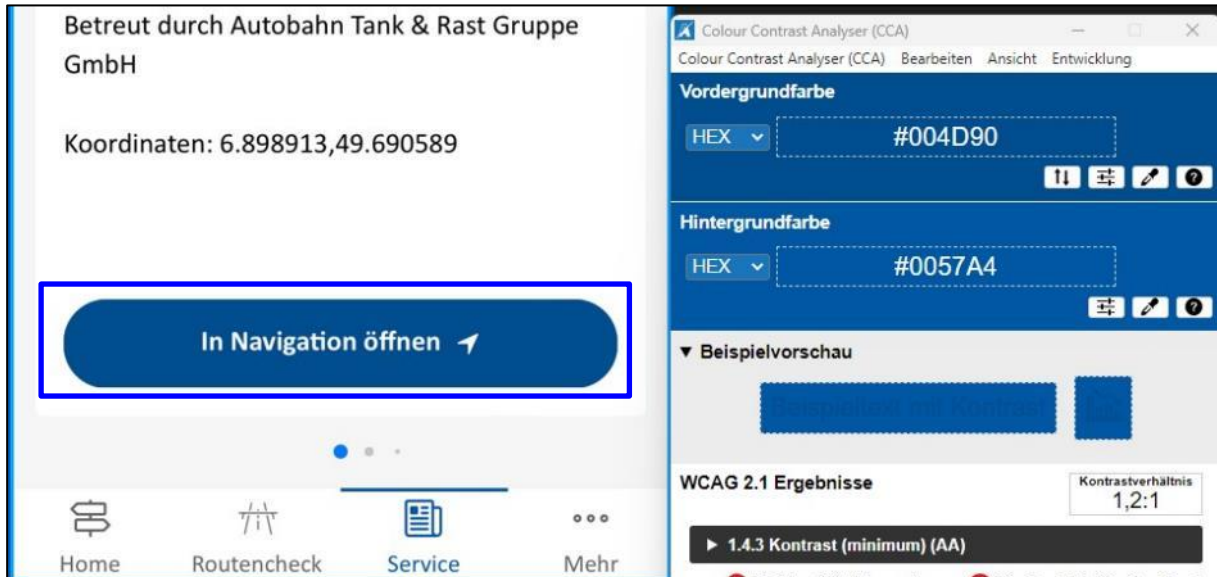 Betreut durch Autobahn Tank & Rast Gruppe
GmbH
Koordinaten: 6.898913,49.690589
In Navigation öffnen
Home
Routencheck
Service
Mehr
Colour Contrast Analyser (CCA)
Colour Contrast Analyser (CCA) Bearbeiten Ansicht Entwicklung
Vordergrundfarbe
HEX #004D90
Hintergrundfarbe
HEX #0057A4
▼ Beispielvorschau
Beispieltext mit Kontrast
WCAG 2.1 Ergebnisse
Kontrastverhältnis
1,2:1
▶ 1.4.3 Kontrast (minimum) (AA)